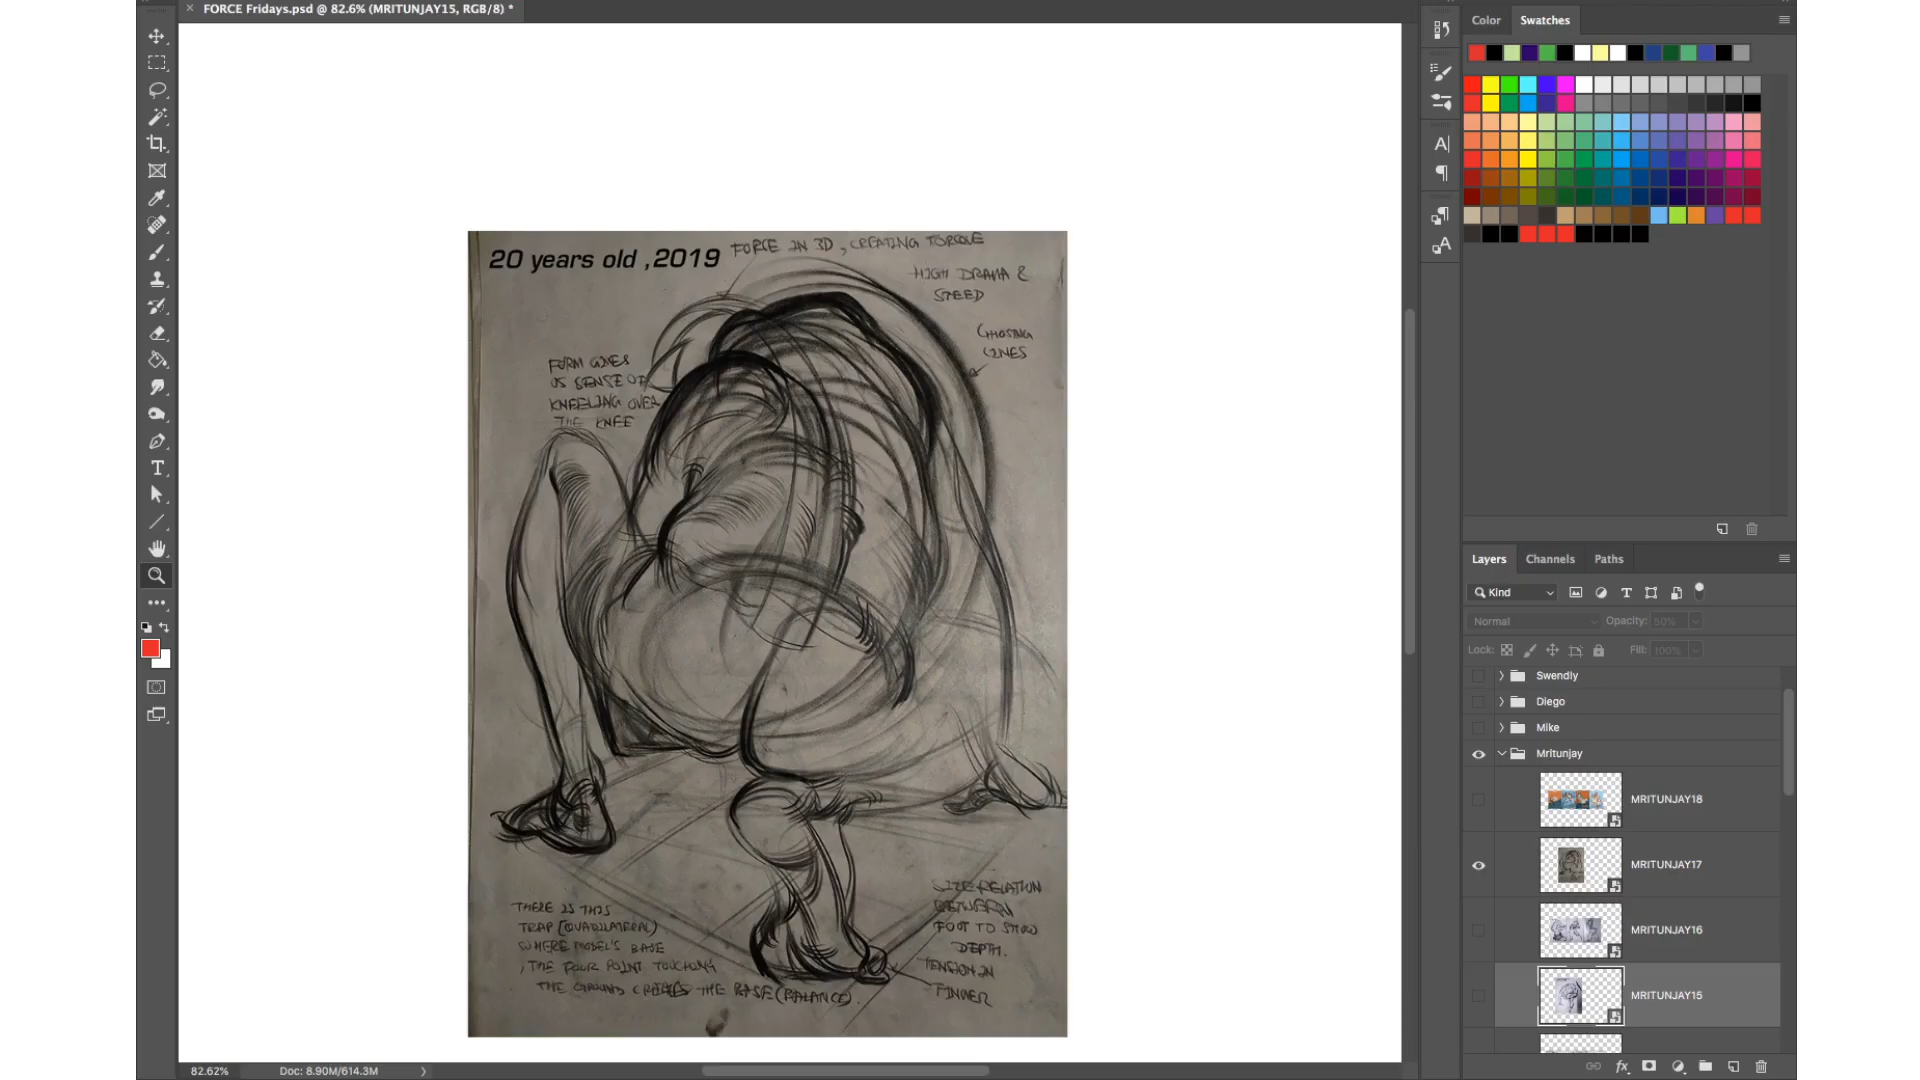 × FORCE Fridays.psd @ 82.6% (MRITUNJAY15, RGB/8) *
Color Swatches
20 years old ,2019
FORCE IN 3D, CREATING TORQUE
HIGH DRAMA &
SPEED
CHASING
LINES
FORM GIVES
US SENSE OF
KNEELING OVER
THE KNEE
THERE IS THIS
TRAP (QUADILATERAL)
WHERE MODEL'S BASE
, THE FOUR POINT TOUCHING
THE GROUND CREATES THE BASE (BALANCE).
SIZE RELATION
BETWEEN
FOOT TO SHOW
DEPTH.
TENSION IN
Layers Channels Paths
Kind
Normal Opacity: 50%
Lock: Fill: 100%
Swendly
Diego
Mike
Mritunjay
MRITUNJAY18
MRITUNJAY17
MRITUNJAY16
MRITUNJAY15
82.62% Doc: 8.90M/614.3M